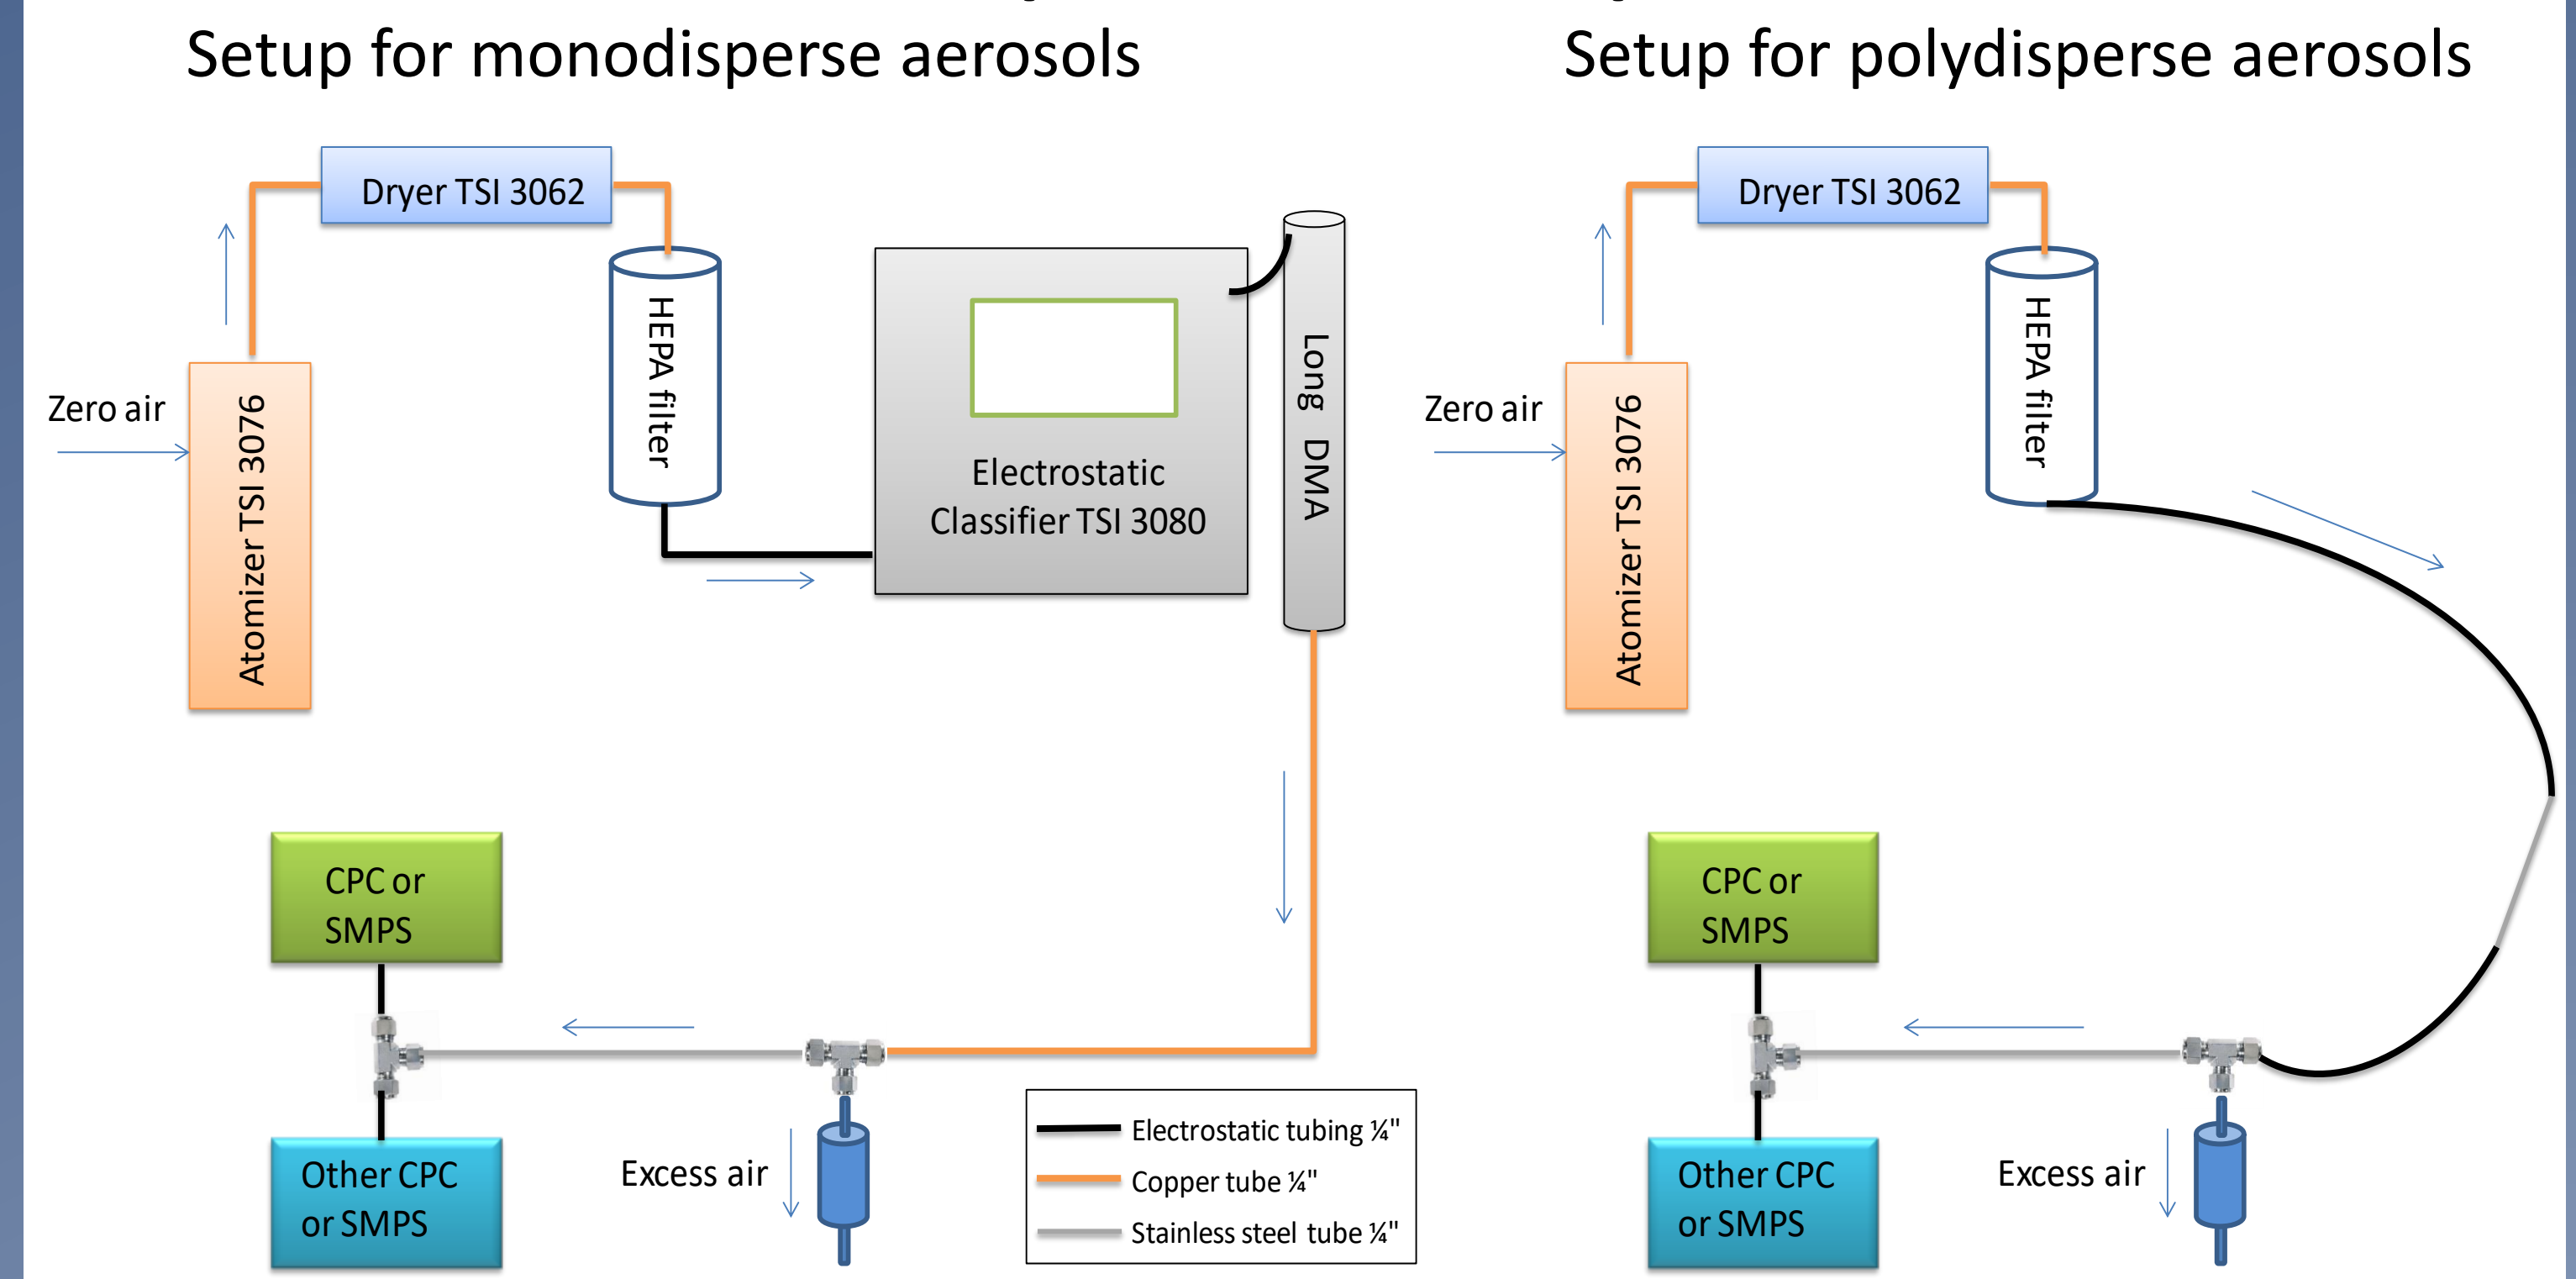 Setup for monodisperse aerosols
Dryer TSI 3062
HEPA filter
Zero air
Atomizer TSI 3076
Electrostatic
Classifier TSI 3080
Long DMA
CPC or
SMPS
Other CPC
or SMPS
Excess air
Electrostatic tubing ¼"
Copper tube ¼"
Stainless steel tube ¼"
Setup for polydisperse aerosols
Dryer TSI 3062
HEPA filter
Zero air
Atomizer TSI 3076
CPC or
SMPS
Other CPC
or SMPS
Excess air